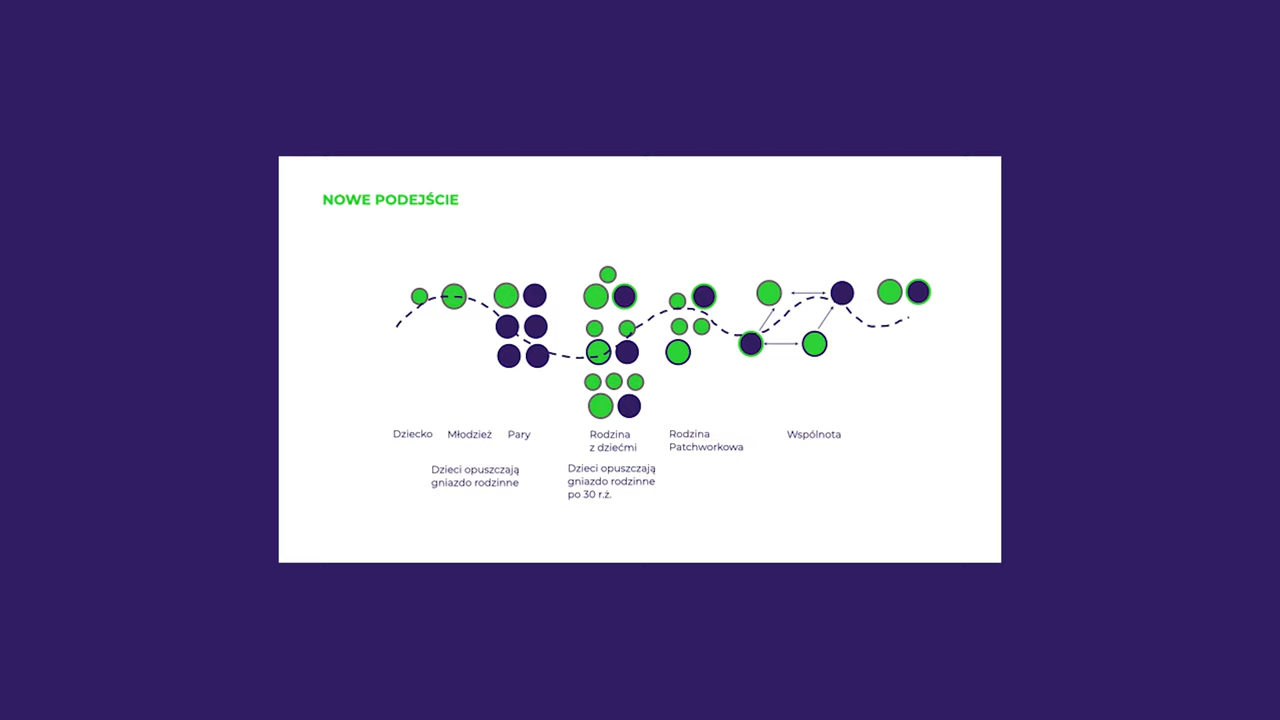 NOWE PODEJŚCIE
Dziecko
Młodzież
Pary
Rodzina
z dziećmi
Rodzina
Patchworkowa
Wspólnota
Dzieci opuszczają
gniazdo rodzinne
Dzieci opuszczają
gniazdo rodzinne
po 30 r.ż.